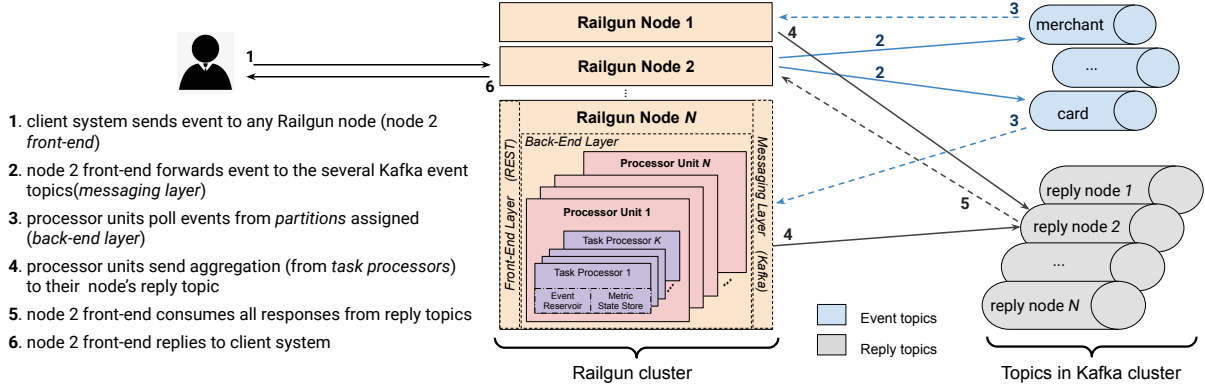 1
6
1. client system sends event to any Railgun node (node 2
front-end)
2. node 2 front-end forwards event to the several Kafka event
topics(messaging layer)
3. processor units poll events from partitions assigned
(back-end layer)
4. processor units send aggregation (from task processors)
to their node's reply topic
5. node 2 front-end consumes all responses from reply topics
6. node 2 front-end replies to client system
Railgun Node 1
Railgun Node 2
...
Railgun Node N
Front-End Layer (REST)
Back-End Layer
Processor Unit N
Processor Unit 1
Task Processor K
Task Processor 1
Event
Reservoir
Metric
State Store
...
...
Messaging Layer (Kafka)
Railgun cluster
3
4
2
2
3
5
4
merchant
...
card
reply node 1
reply node 2
...
reply node N
Event topics
Reply topics
Topics in Kafka cluster